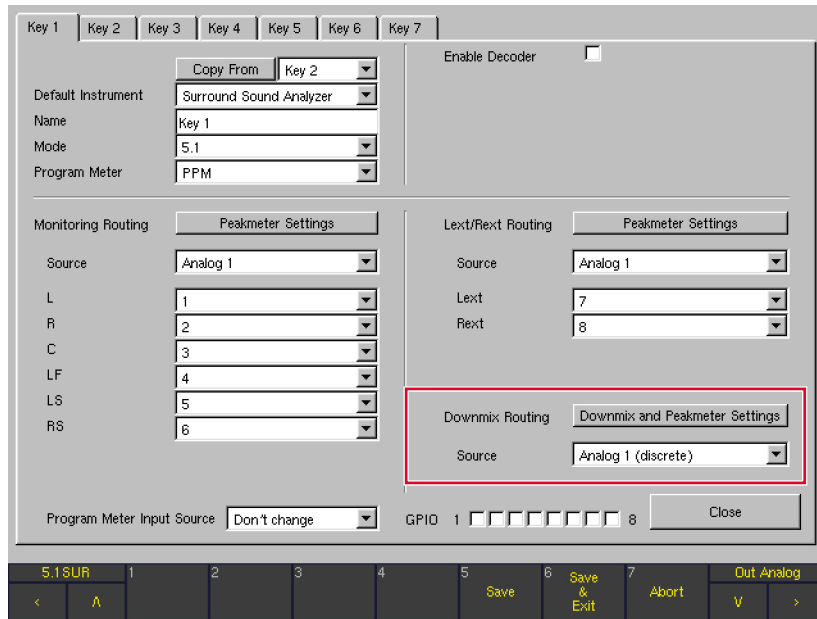 Key 1 Key 2 Key 3 Key 4 Key 5 Key 6 Key 7
Copy From Key 2
Default Instrument Surround Sound Analyzer
Name Key 1
Mode 5.1
Program Meter PPM
Enable Decoder
Monitoring Routing Peakmeter Settings
Source Analog 1
L 1
R 2
C 3
LF 4
LS 5
RS 6
Lext/Rext Routing Peakmeter Settings
Source Analog 1
Lext 7
Rext 8
Downmix Routing Downmix and Peakmeter Settings
Source Analog 1 (discrete)
Program Meter Input Source Don't change
GPIO 1 8
Close
5.1SUR 1 2 3 4 5 6 7 Out Analog
< Λ Save Save & Exit Abort V >